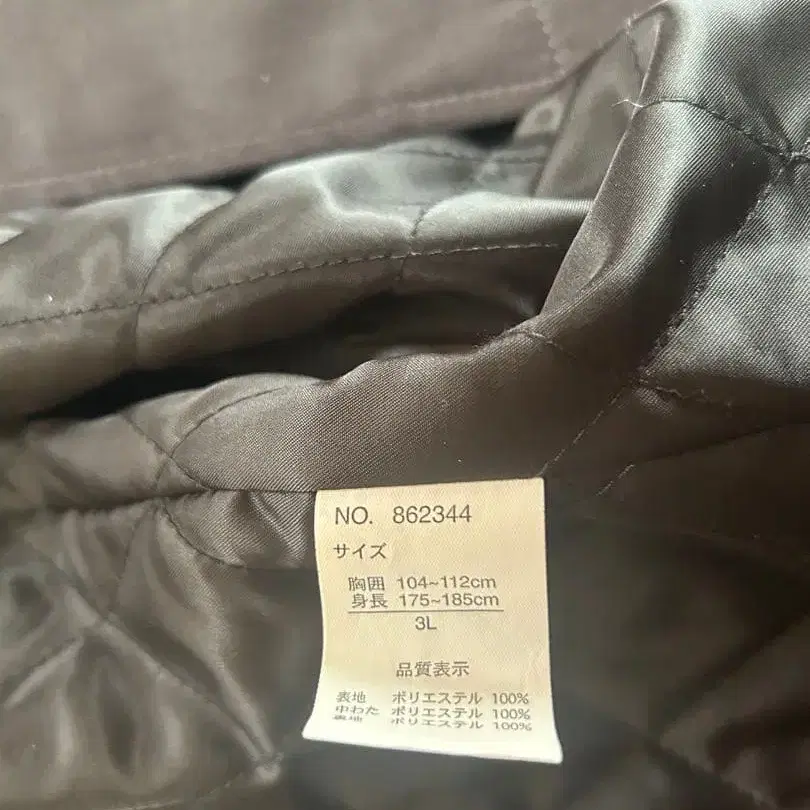 NO. 862344
サイズ
胸囲 104~112cm
身長 175~185cm
3L
品質表示
表地 ポリエステル 100%
中わた ポリエステル 100%
裏地 ポリエステル 100%